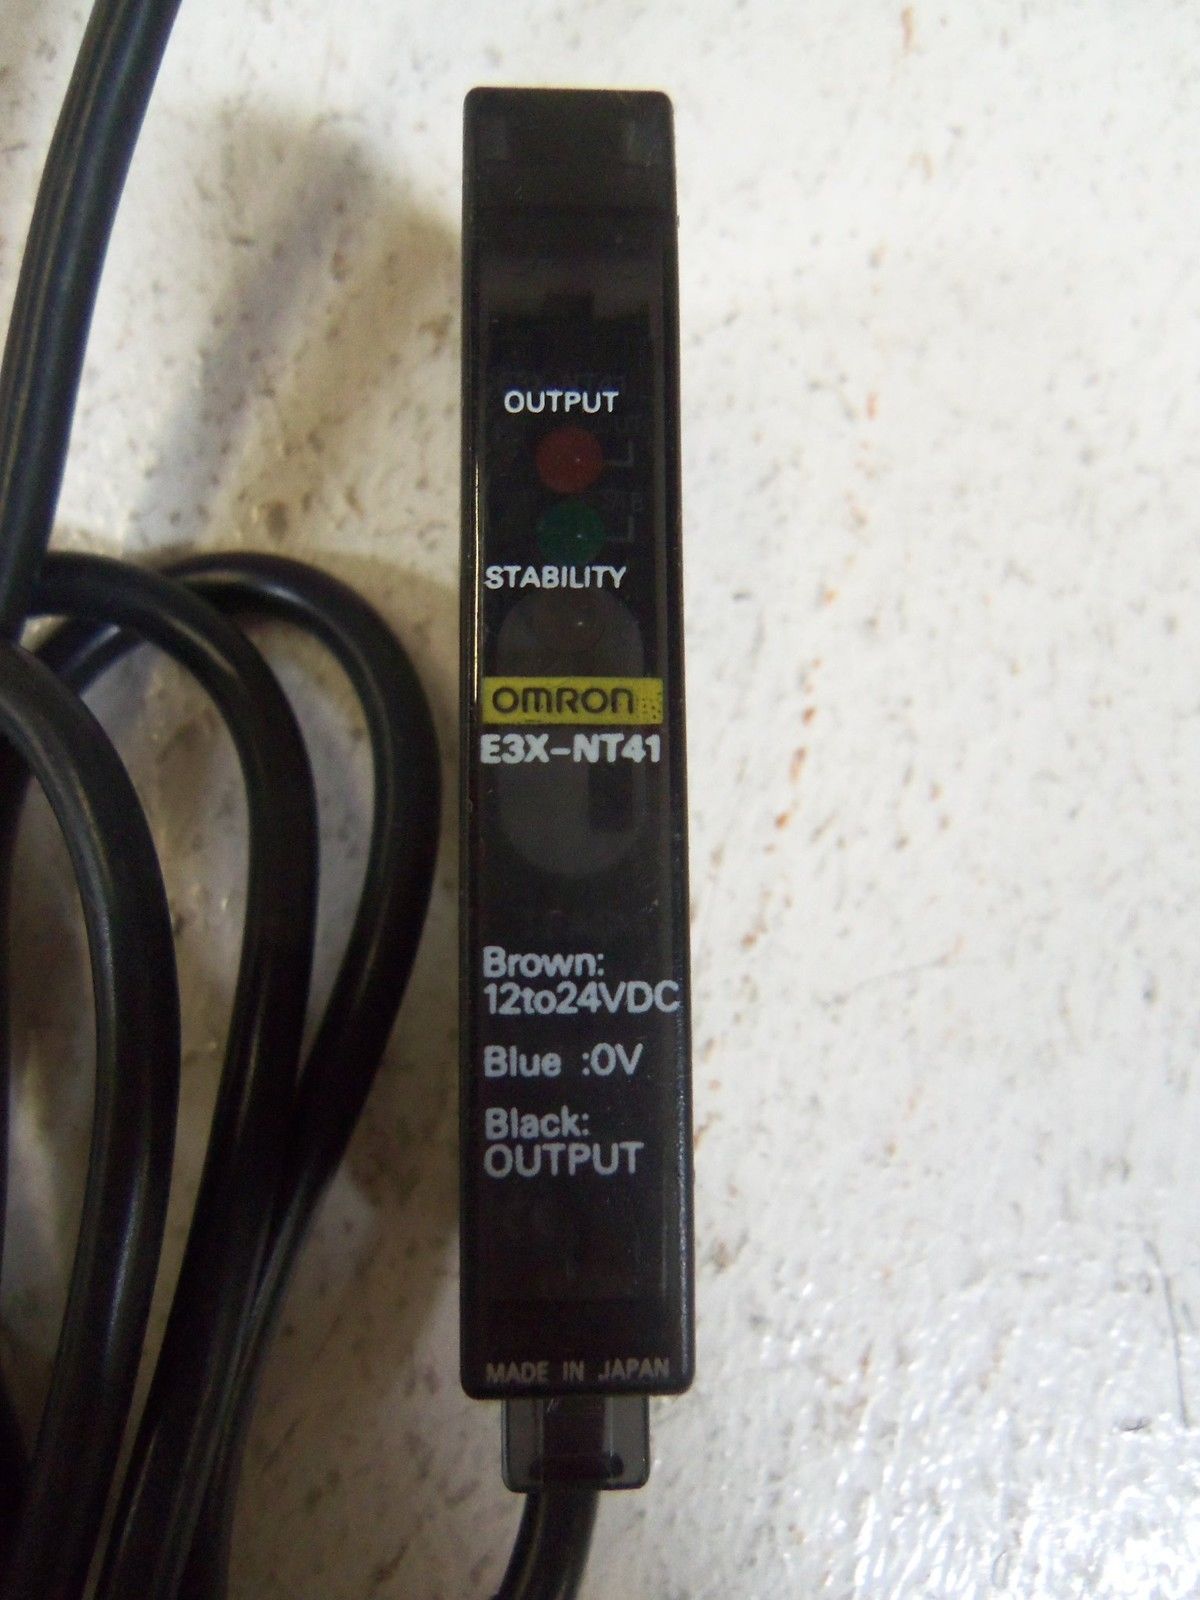 OUTPUT
STABILITY
OMRON
E3X-NT41
Brown:
12to24VDC
Blue :0V
Black:
OUTPUT
MADE IN JAPAN